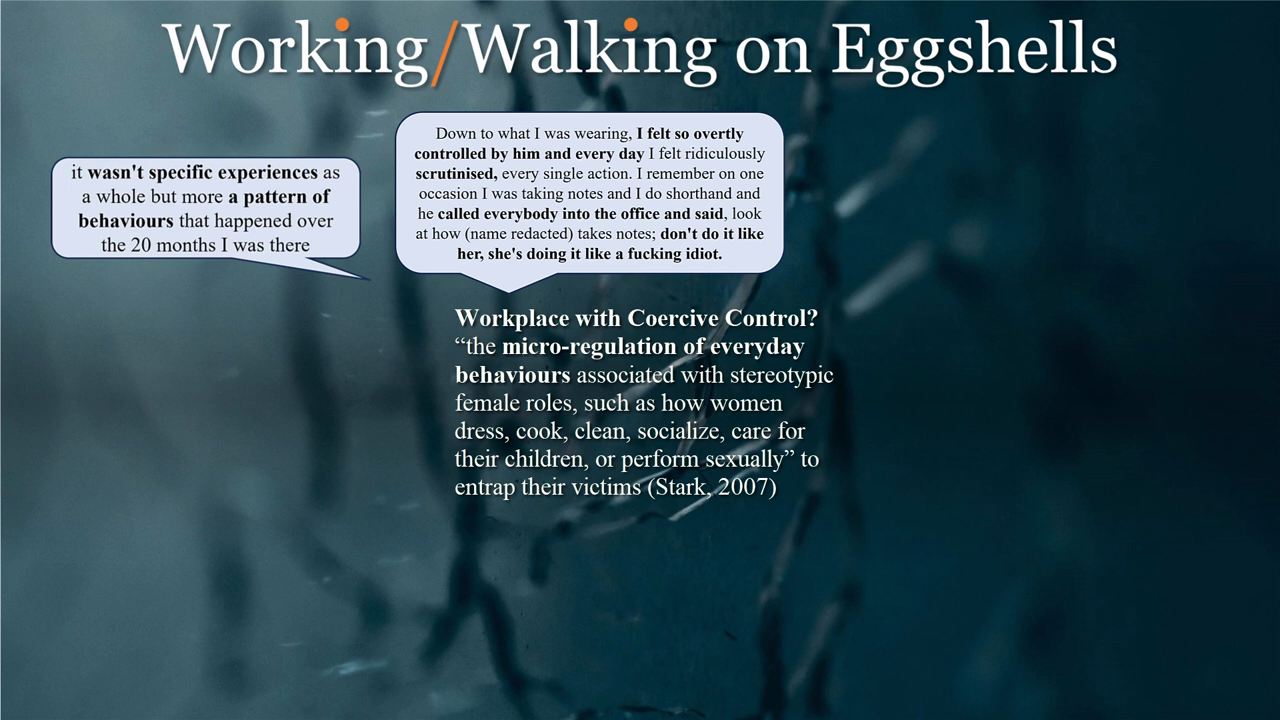 Working/Walking on Eggshells
it wasn't specific experiences as
a whole but more a pattern of
behaviours that happened over
the 20 months I was there
Down to what I was wearing, I felt so overtly
controlled by him and every day I felt ridiculously
scrutinised, every single action. I remember on one
occasion I was taking notes and I do shorthand and
he called everybody into the office and said, look
at how (name redacted) takes notes; don't do it like
her, she's doing it like a fucking idiot.
Workplace with Coercive Control?
“the micro-regulation of everyday
behaviours associated with stereotypic
female roles, such as how women
dress, cook, clean, socialize, care for
their children, or perform sexually” to
entrap their victims (Stark, 2007)